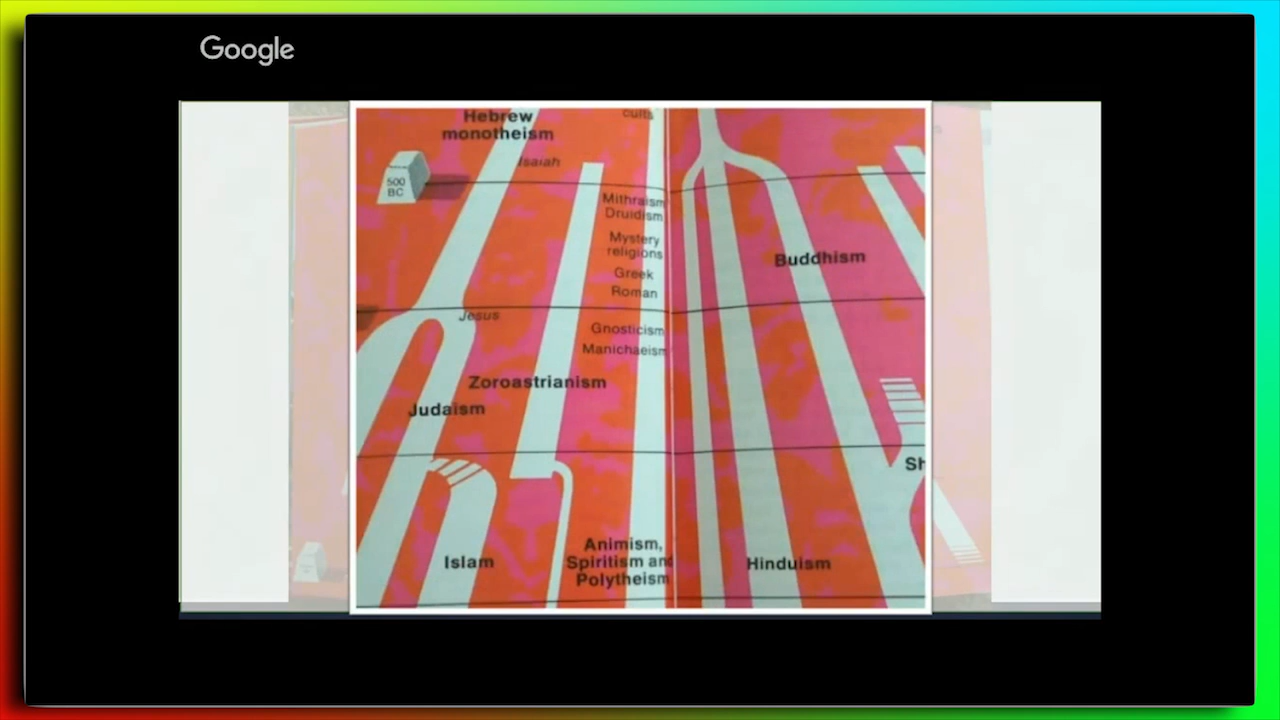 Google
Hebrew
monotheism
cults
Isaiah
500
BC
Mithraism
Druidism
Mystery
religions
Greek
Roman
Buddhism
Jesus
Gnosticism
Manichaeism
Zoroastrianism
Judaism
Sh
Islam
Animism,
Spiritism and
Polytheism
Hinduism